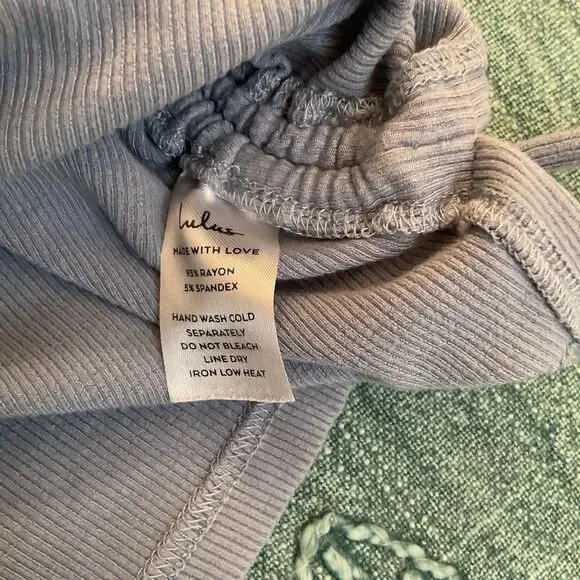 Lulus
MADE WITH LOVE
95% RAYON
5% SPANDEX
HAND WASH COLD
SEPARATELY
DO NOT BLEACH
LINE DRY
IRON LOW HEAT